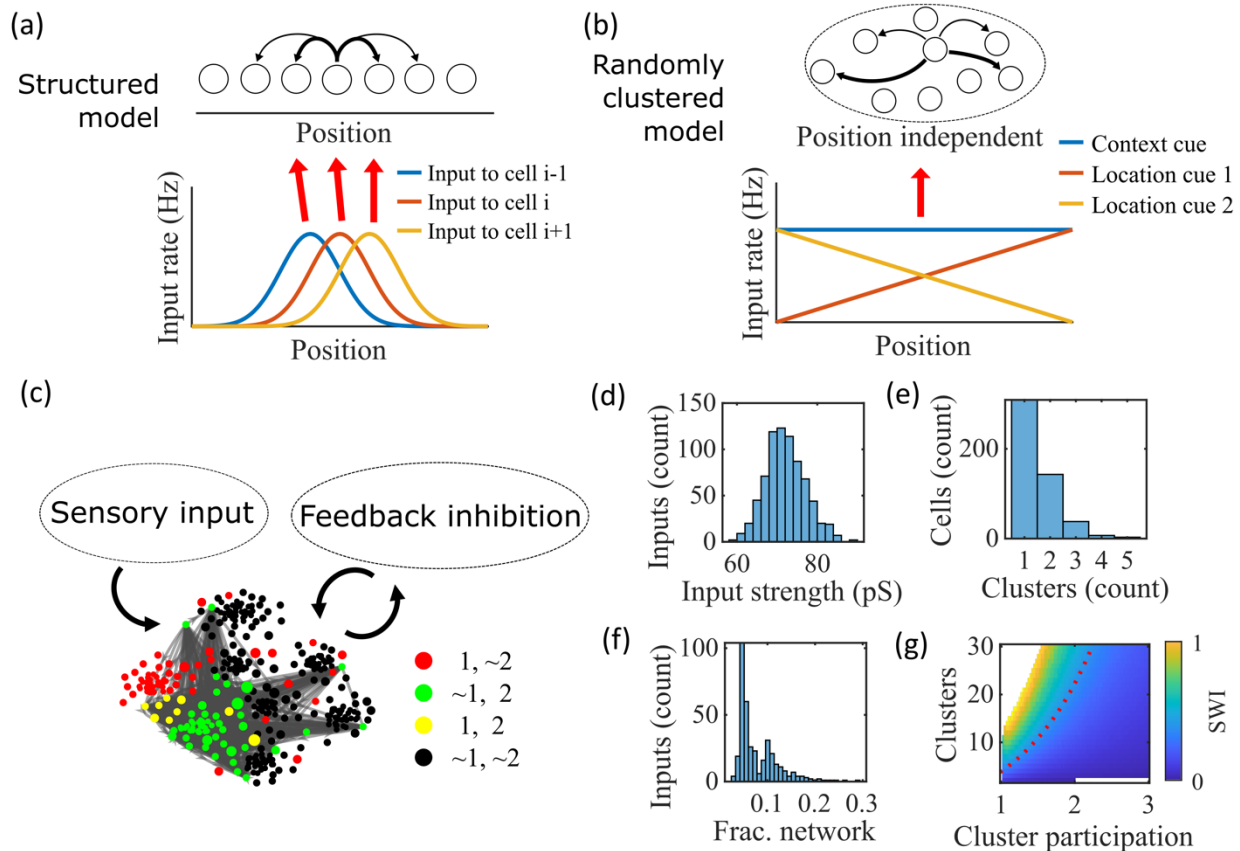 (a)
Structured
model
Position
Input to cell i-1
Input to cell i
Input to cell i+1
Input rate (Hz)
Position
(b)
Randomly
clustered
model
Position independent
Context cue
Location cue 1
Location cue 2
Input rate (Hz)
Position
(c)
Sensory input
Feedback inhibition
1, ~2
~1, 2
1, 2
~1, ~2
(d)
150
100
50
0
Inputs (count)
60 80
Input strength (pS)
(e)
200
0
Cells (count)
1 2 3 4 5
Clusters (count)
(f)
100
50
0
Inputs (count)
0.1 0.2 0.3
Frac. network
(g)
30
20
10
Clusters
1 2 3
Cluster participation
1
0
SWI